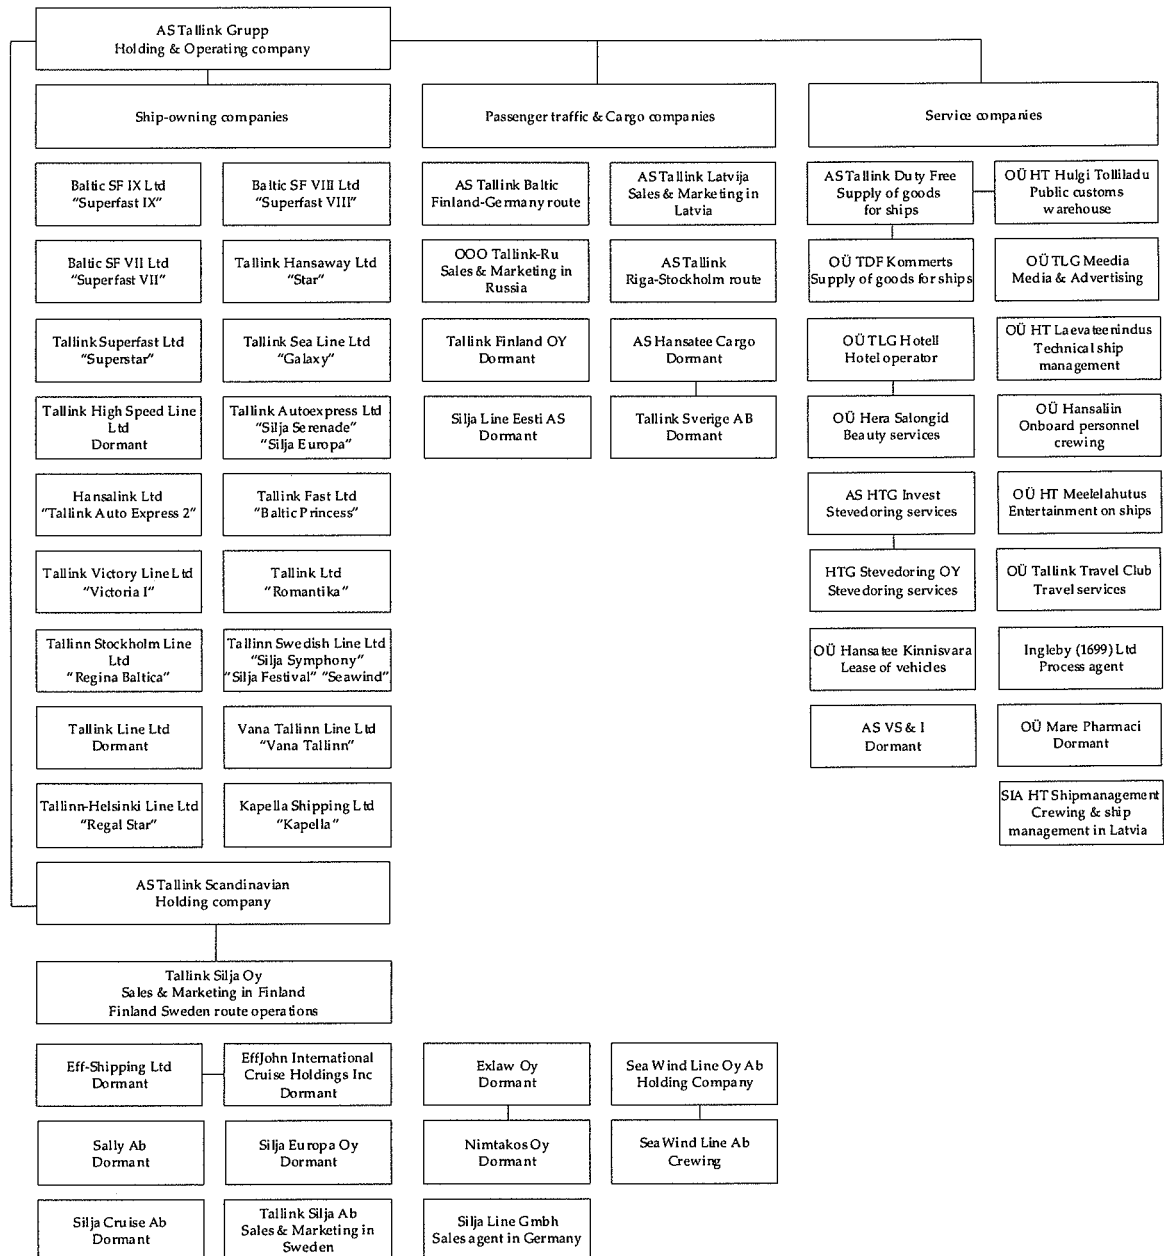 AS Tallink Grupp
Holding & Operating company
Ship-owning companies
Passenger traffic & Cargo companies
Service companies
Baltic SF IX Ltd
"Superfast IX"
Baltic SF VIII Ltd
"Superfast VIII"
AS Tallink Baltic
Finland-Germany route
AS Tallink Latvija
Sales & Marketing in
Latvia
AS Tallink Duty Free
Supply of goods
for ships
OÜ HT Hulgi Tolliladu
Public customs
warehouse
Baltic SF VII Ltd
"Superfast VII"
Tallink Hansaway Ltd
"Star"
OOO Tallink-Ru
Sales & Marketing in
Russia
AS Tallink
Riga-Stockholm route
OÜ TDF Kommerts
Supply of goods for ships
OÜ TLG Meedia
Media & Advertising
Tallink Superfast Ltd
"Superstar"
Tallink Sea Line Ltd
"Galaxy"
Tallink Finland OY
Dormant
AS Hansatee Cargo
Dormant
OÜ TLG Hotell
Hotel operator
OÜ HT Laevateenindus
Technical ship
management
Tallink High Speed Line
Ltd
Dormant
Tallink Autoexpress Ltd
"Silja Serenade"
"Silja Europa"
Silja Line Eesti AS
Dormant
Tallink Sverige AB
Dormant
OÜ Hera Salongid
Beauty services
OÜ Hansaliin
Onboard personnel
crewing
Hansalink Ltd
"Tallink Auto Express 2"
Tallink Fast Ltd
"Baltic Princess"
AS HTG Invest
Stevedoring services
OÜ HT Meelelahutus
Entertainment on ships
Tallink Victory Line Ltd
"Victoria I"
Tallink Ltd
"Romantika"
HTG Stevedoring OY
Stevedoring services
OÜ Tallink Travel Club
Travel services
Tallinn Stockholm Line
Ltd
"Regina Baltica"
Tallinn Swedish Line Ltd
"Silja Symphony"
"Silja Festival" "Seawind"
OÜ Hansatee Kinnisvara
Lease of vehicles
Ingleby (1699) Ltd
Process agent
Tallink Line Ltd
Dormant
Vana Tallinn Line Ltd
"Vana Tallinn"
AS VS & I
Dormant
OÜ Mare Pharmaci
Dormant
Tallinn-Helsinki Line Ltd
"Regal Star"
Kapella Shipping Ltd
"Kapella"
SIA HT Shipmanagement
Crewing & ship
management in Latvia
AS Tallink Scandinavian
Holding company
Tallink Silja Oy
Sales & Marketing in Finland
Finland Sweden route operations
Eff-Shipping Ltd
Dormant
EffJohn International
Cruise Holdings Inc
Dormant
Exlaw Oy
Dormant
Sea Wind Line Oy Ab
Holding Company
Sally Ab
Dormant
Silja Europa Oy
Dormant
Nimtakos Oy
Dormant
Sea Wind Line Ab
Crewing
Silja Cruise Ab
Dormant
Tallink Silja Ab
Sales & Marketing in
Sweden
Silja Line Gmbh
Sales agent in Germany